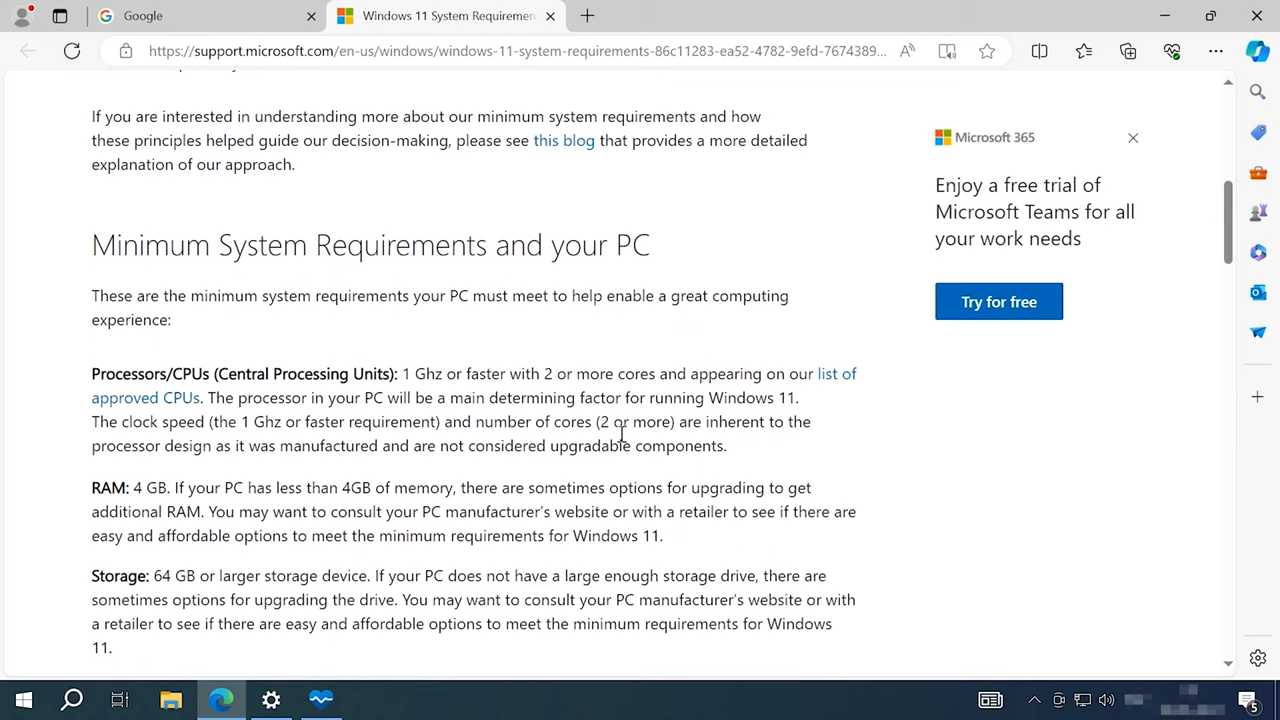 Google
Windows 11 System Requiremen
https://support.microsoft.com/en-us/windows/windows-11-system-requirements-86c11283-ea52-4782-9efd-7674389...
If you are interested in understanding more about our minimum system requirements and how
these principles helped guide our decision-making, please see this blog that provides a more detailed
explanation of our approach.
Minimum System Requirements and your PC
These are the minimum system requirements your PC must meet to help enable a great computing
experience:
Processors/CPUs (Central Processing Units): 1 Ghz or faster with 2 or more cores and appearing on our list of
approved CPUs. The processor in your PC will be a main determining factor for running Windows 11.
The clock speed (the 1 Ghz or faster requirement) and number of cores (2 or more) are inherent to the
processor design as it was manufactured and are not considered upgradable components.
RAM: 4 GB. If your PC has less than 4GB of memory, there are sometimes options for upgrading to get
additional RAM. You may want to consult your PC manufacturer’s website or with a retailer to see if there are
easy and affordable options to meet the minimum requirements for Windows 11.
Storage: 64 GB or larger storage device. If your PC does not have a large enough storage drive, there are
sometimes options for upgrading the drive. You may want to consult your PC manufacturer’s website or with
a retailer to see if there are easy and affordable options to meet the minimum requirements for Windows
11.
Microsoft 365
Enjoy a free trial of
Microsoft Teams for all
your work needs
Try for free
5